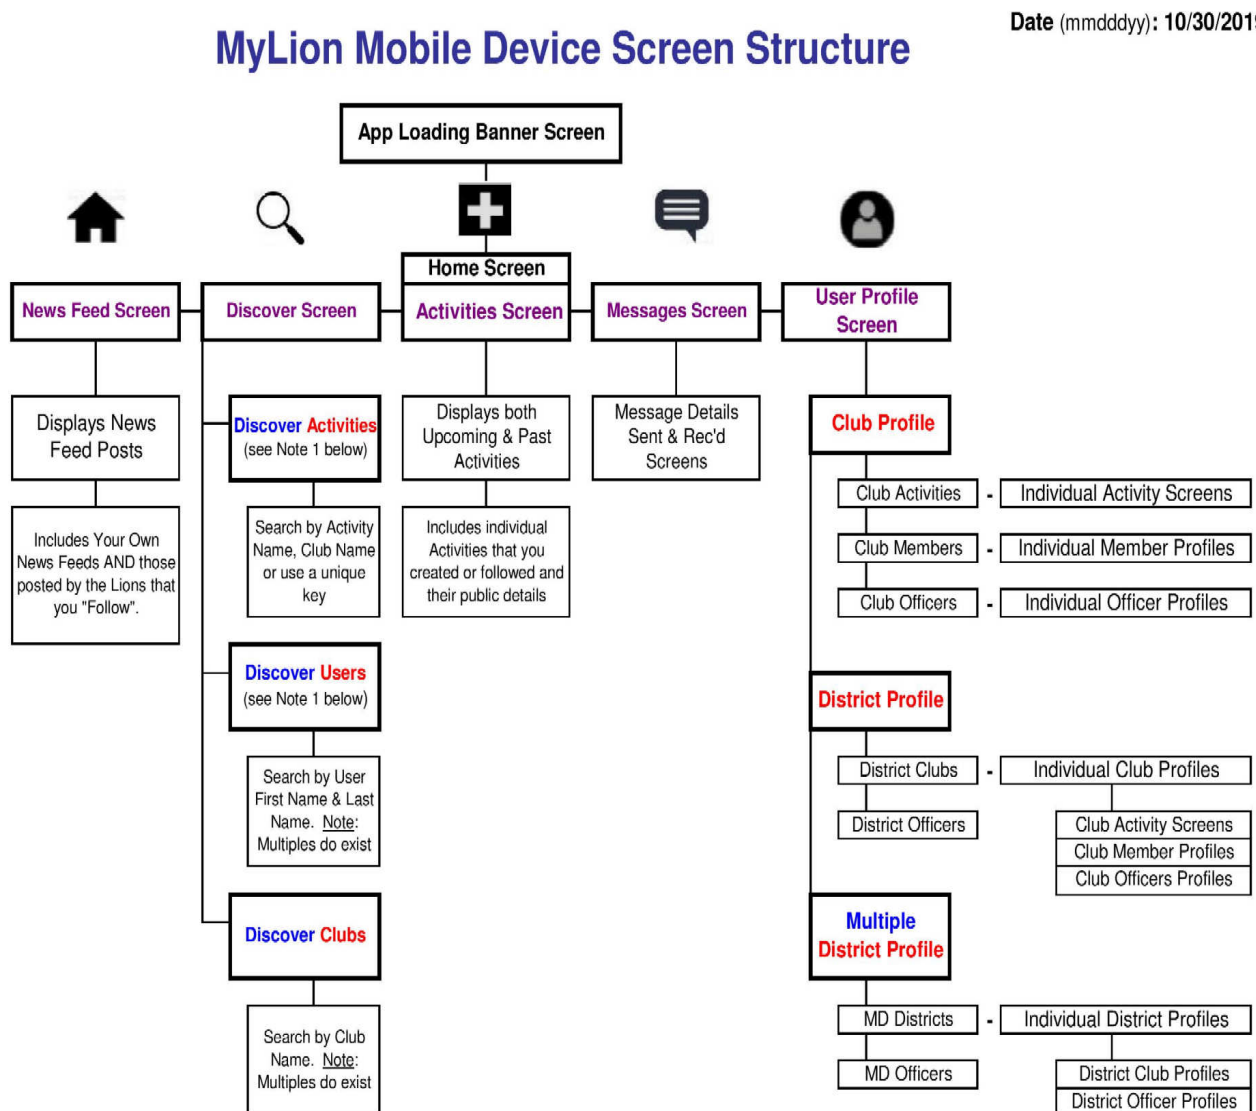 Date (mmdddyy): 10/30/2019
MyLion Mobile Device Screen Structure
App Loading Banner Screen
Home Screen
News Feed Screen
Discover Screen
Activities Screen
Messages Screen
User Profile
Screen
Displays News
Feed Posts
Includes Your Own
News Feeds AND those
posted by the Lions that
you "Follow".
Discover Activities
(see Note 1 below)
Search by Activity
Name, Club Name
or use a unique
key
Discover Users
(see Note 1 below)
Search by User
First Name & Last
Name. Note:
Multiples do exist
Discover Clubs
Search by Club
Name. Note:
Multiples do exist
Displays both
Upcoming & Past
Activities
Includes individual
Activities that you
created or followed and
their public details
Message Details
Sent & Rec'd
Screens
Club Profile
Club Activities - Individual Activity Screens
Club Members - Individual Member Profiles
Club Officers - Individual Officer Profiles
District Profile
District Clubs - Individual Club Profiles
District Officers
Club Activity Screens
Club Member Profiles
Club Officers Profiles
Multiple
District Profile
MD Districts - Individual District Profiles
MD Officers
District Club Profiles
District Officer Profiles